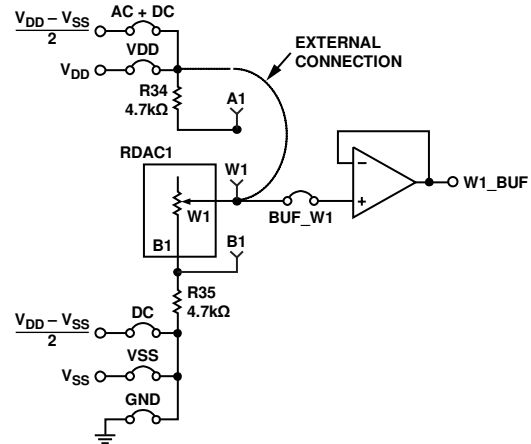 AC + DC
V_DD – V_SS
2
VDD
V_DD
EXTERNAL
CONNECTION
R34
4.7kΩ
A1
RDAC1
W1
W1
B1
BUF_W1
–
+
W1_BUF
B1
R35
4.7kΩ
V_DD – V_SS
2
DC
VSS
V_SS
GND